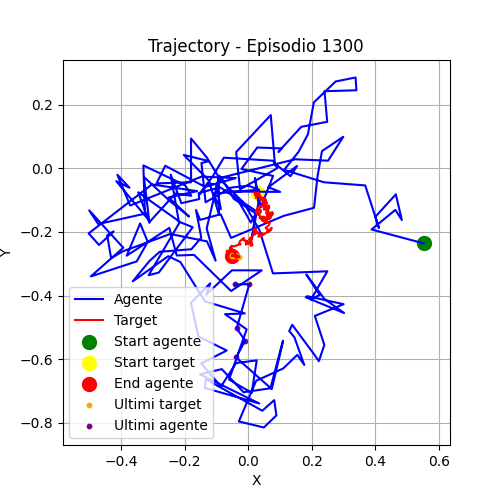 Trajectory - Episodio 1300
0.2
0.0
−0.2
−0.4
−0.6
−0.8
Y
Agente
Target
Start agente
Start target
End agente
Ultimi target
Ultimi agente
−0.4
−0.2
0.0
0.2
0.4
0.6
X